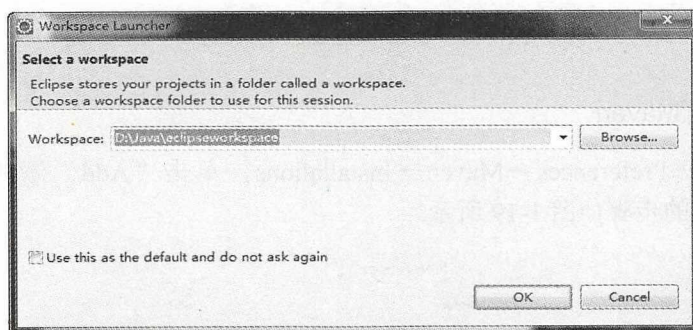 Workspace Launcher
Select a workspace
Eclipse stores your projects in a folder called a workspace.
Choose a workspace folder to use for this session.
Workspace: D:\Java\eclipseworkspace
Browse...
Use this as the default and do not ask again
OK
Cancel